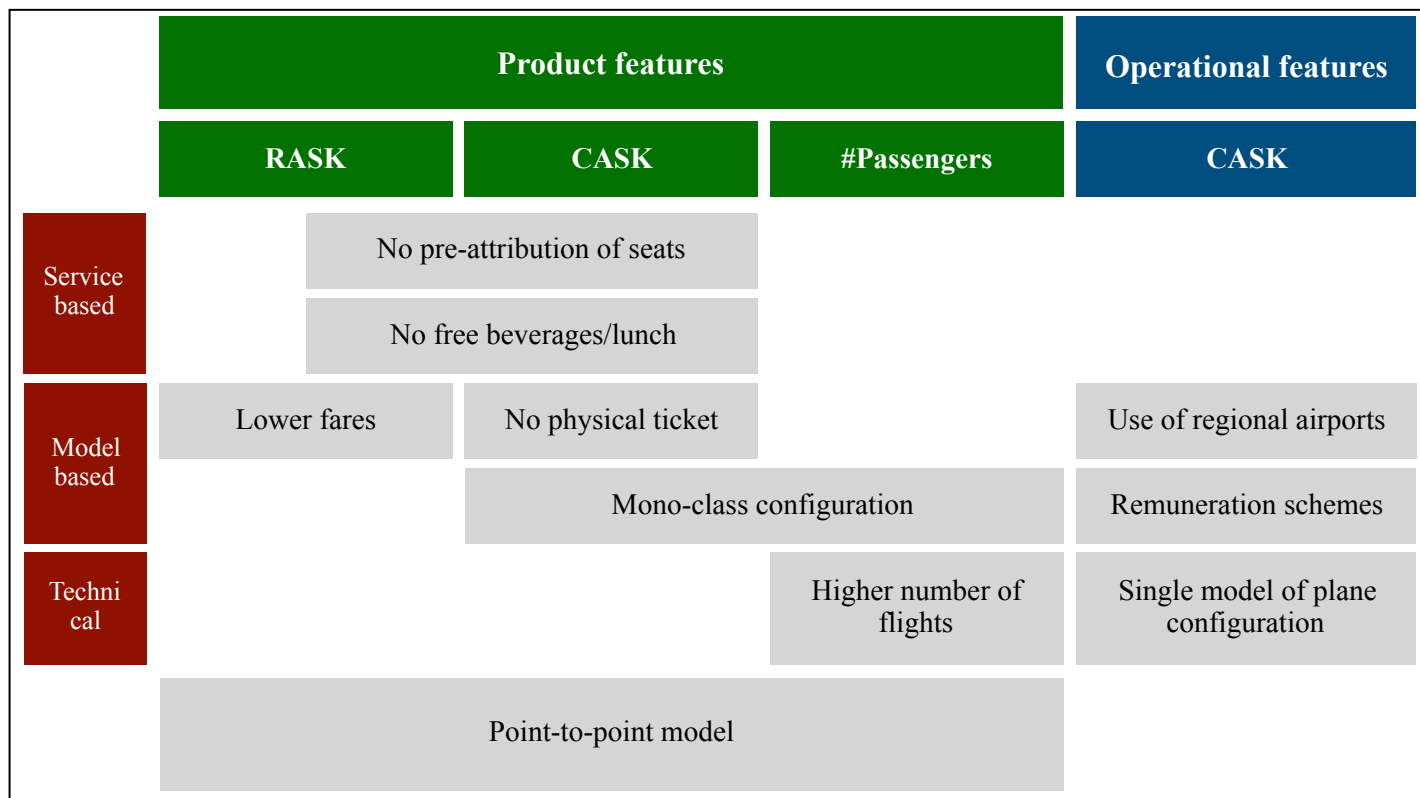 Product features
Operational features
RASK
CASK
#Passengers
CASK
Service
based
No pre-attribution of seats
No free beverages/lunch
Model
based
Lower fares
No physical ticket
Use of regional airports
Mono-class configuration
Remuneration schemes
Techni
cal
Higher number of
flights
Single model of plane
configuration
Point-to-point model